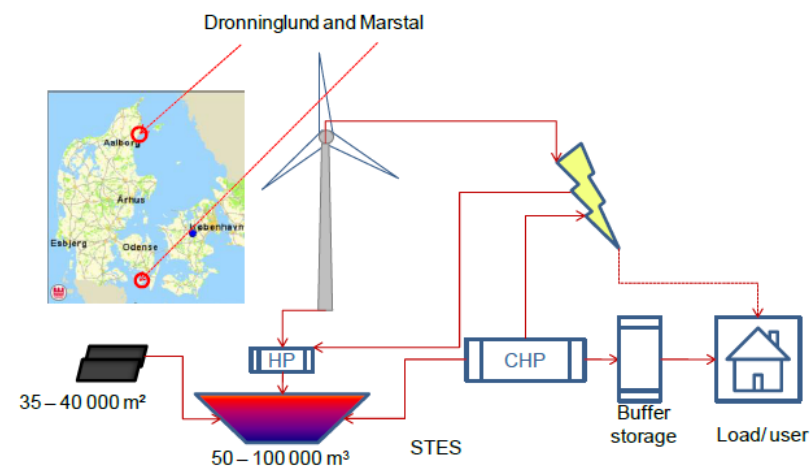 Dronninglund and Marstal
Aalborg
Århus
København
Esbjerg
Odense
HP
CHP
35 – 40 000 m²
Buffer
storage
Load/ user
STES
50 – 100 000 m³